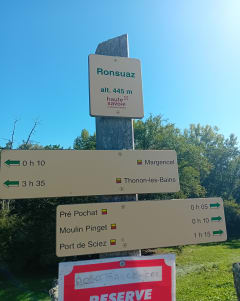 Ronsuaz
alt. 445 m
haute
savoie
0 h 10 Margencel
3 h 35 Thonon-les-Bains
Pré Pochat 0 h 05
Moulin Pinget 0 h 10
Port de Sciez 1 h 15
RESERVE